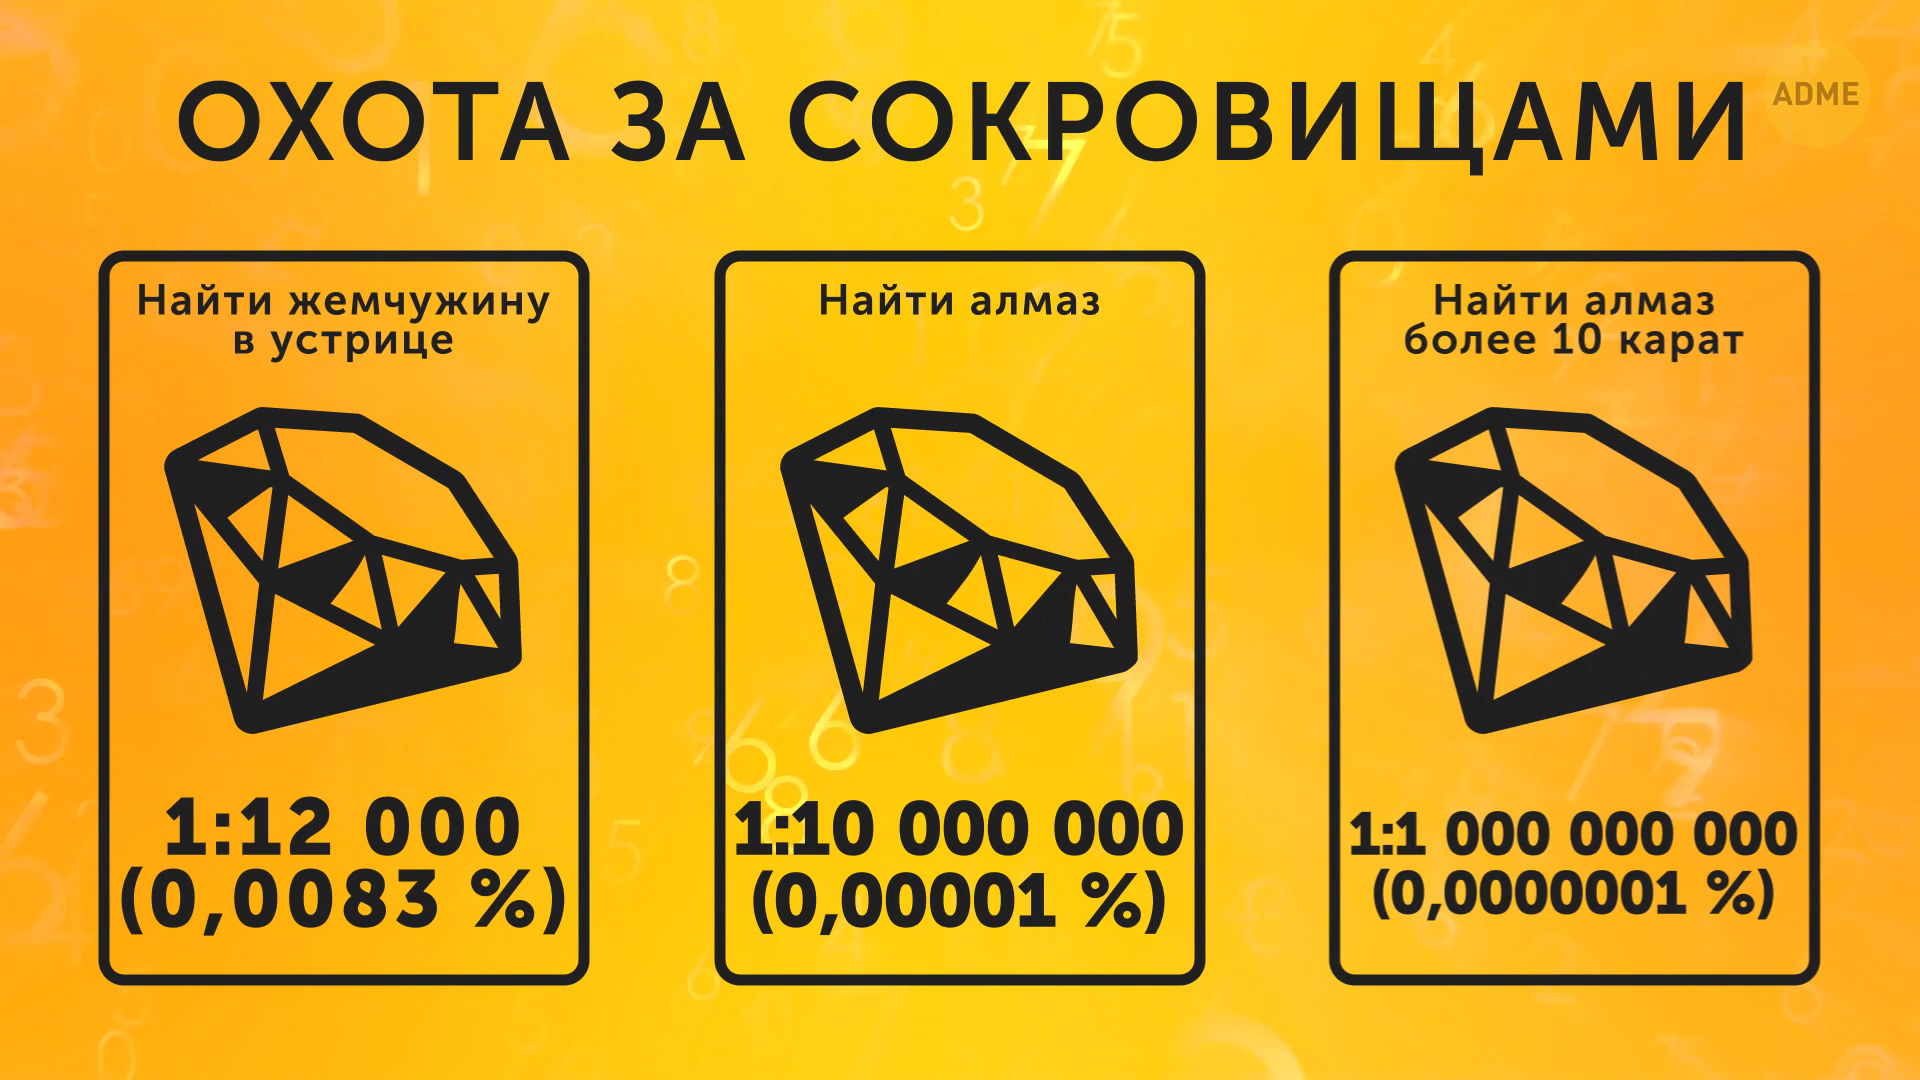 ОХОТА ЗА СОКРОВИЩАМИ
ADME
Найти жемчужину
в устрице
1:12 000
(0,0083 %)
Найти алмаз
1:10 000 000
(0,00001 %)
Найти алмаз
более 10 карат
1:1 000 000 000
(0,0000001 %)